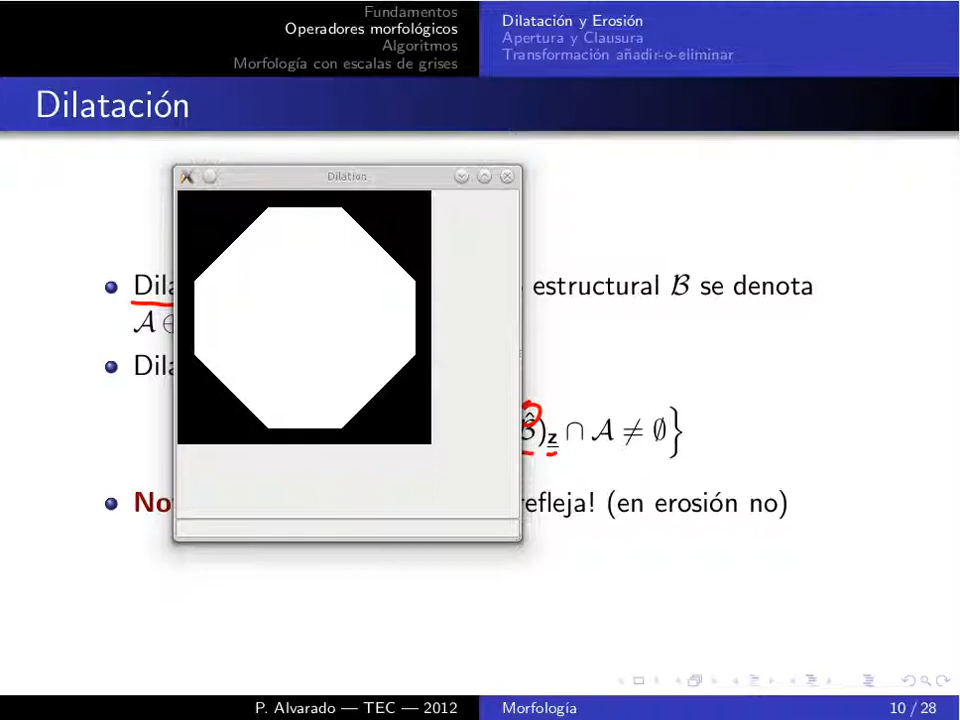 Fundamentos
Operadores morfológicos
Algoritmos
Morfología con escalas de grises
Dilatación y Erosión
Apertura y Clausura
Transformación añadir-o-eliminar
Dilatación
Dilation
Dila estructural B se denota
A ⊕
Dila
B̂)z ∩ A ≠ ∅}
No refleja! (en erosión no)
P. Alvarado — TEC — 2012
Morfología
10 / 28